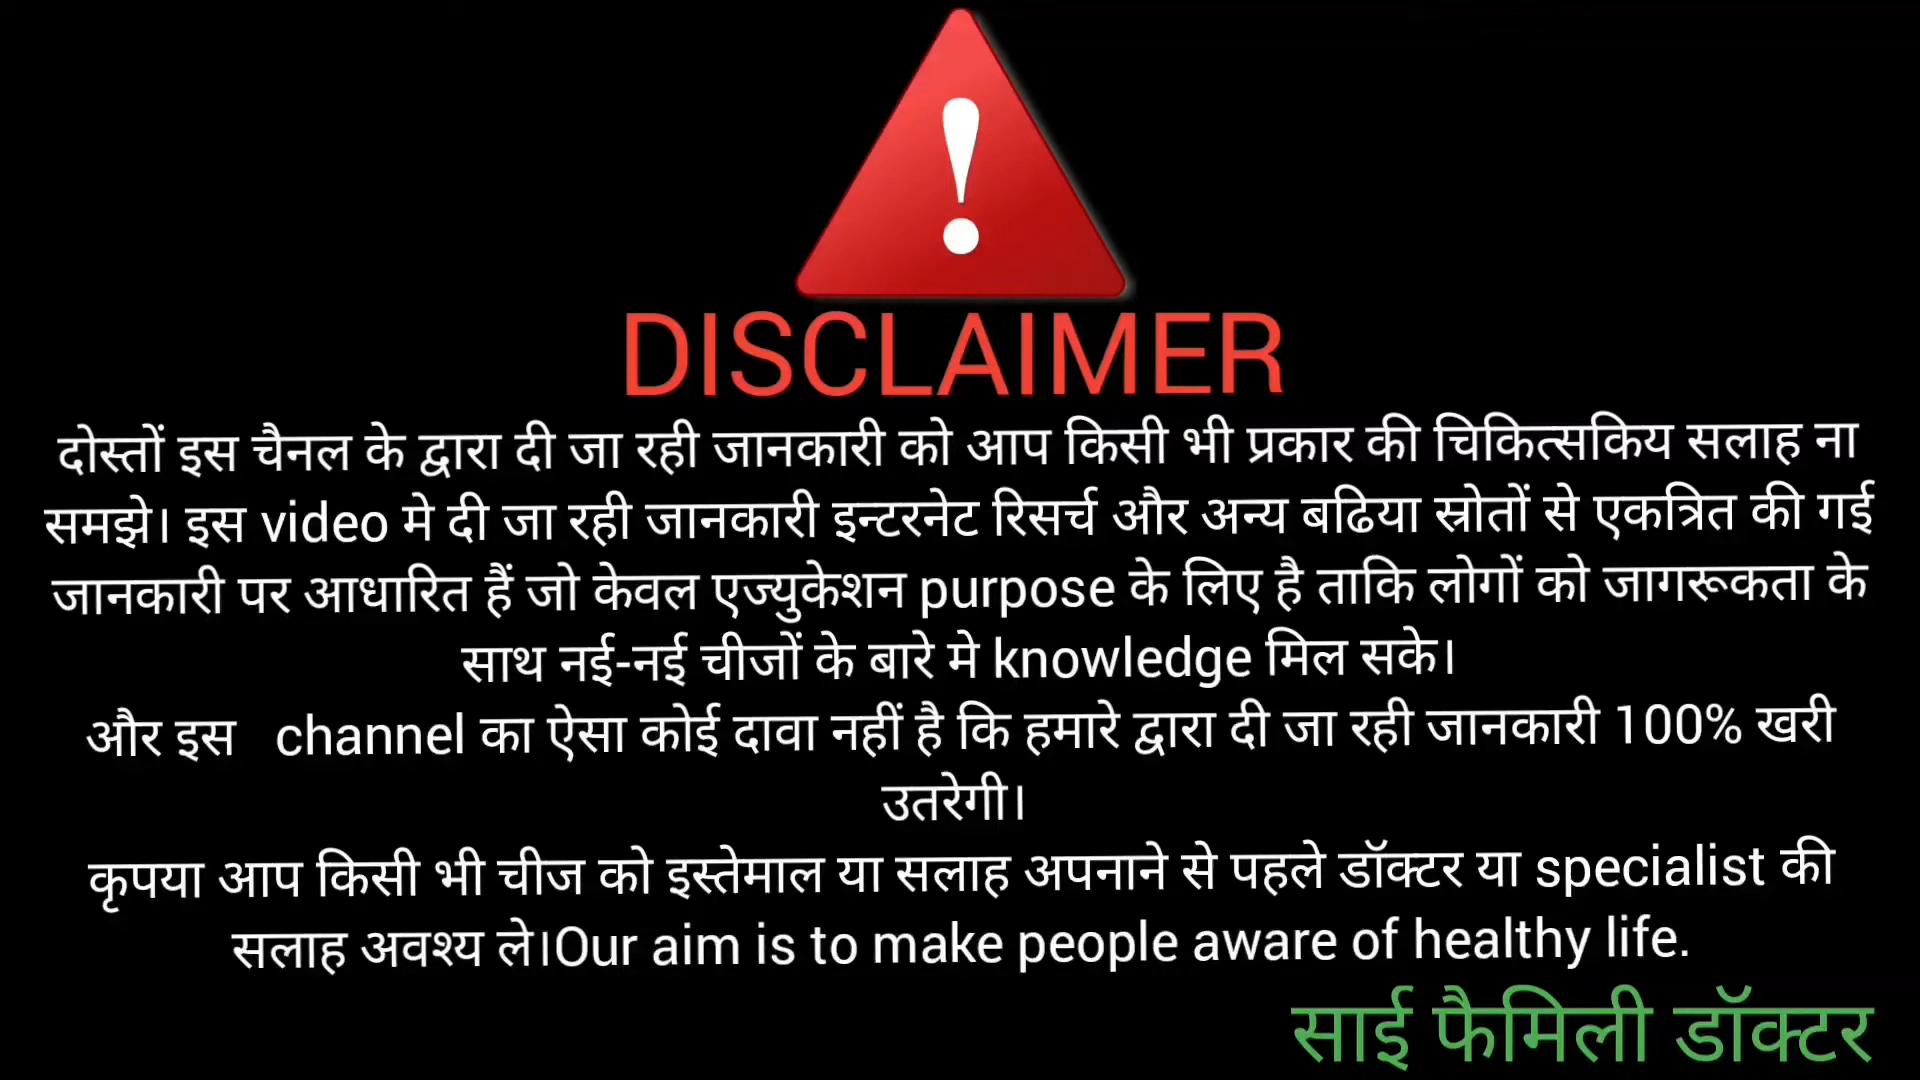 DISCLAIMER
दोस्तों इस चैनल के द्वारा दी जा रही जानकारी को आप किसी भी प्रकार की चिकित्सकिय सलाह ना
समझे। इस video मे दी जा रही जानकारी इन्टरनेट रिसर्च और अन्य बढिया स्रोतों से एकत्रित की गई
जानकारी पर आधारित हैं जो केवल एज्युकेशन purpose के लिए है ताकि लोगों को जागरूकता के
साथ नई-नई चीजों के बारे मे knowledge मिल सके।
और इस channel का ऐसा कोई दावा नहीं है कि हमारे द्वारा दी जा रही जानकारी 100% खरी
उतरेगी।
कृपया आप किसी भी चीज को इस्तेमाल या सलाह अपनाने से पहले डॉक्टर या specialist की
सलाह अवश्य ले।Our aim is to make people aware of healthy life.
साई फैमिली डॉक्टर